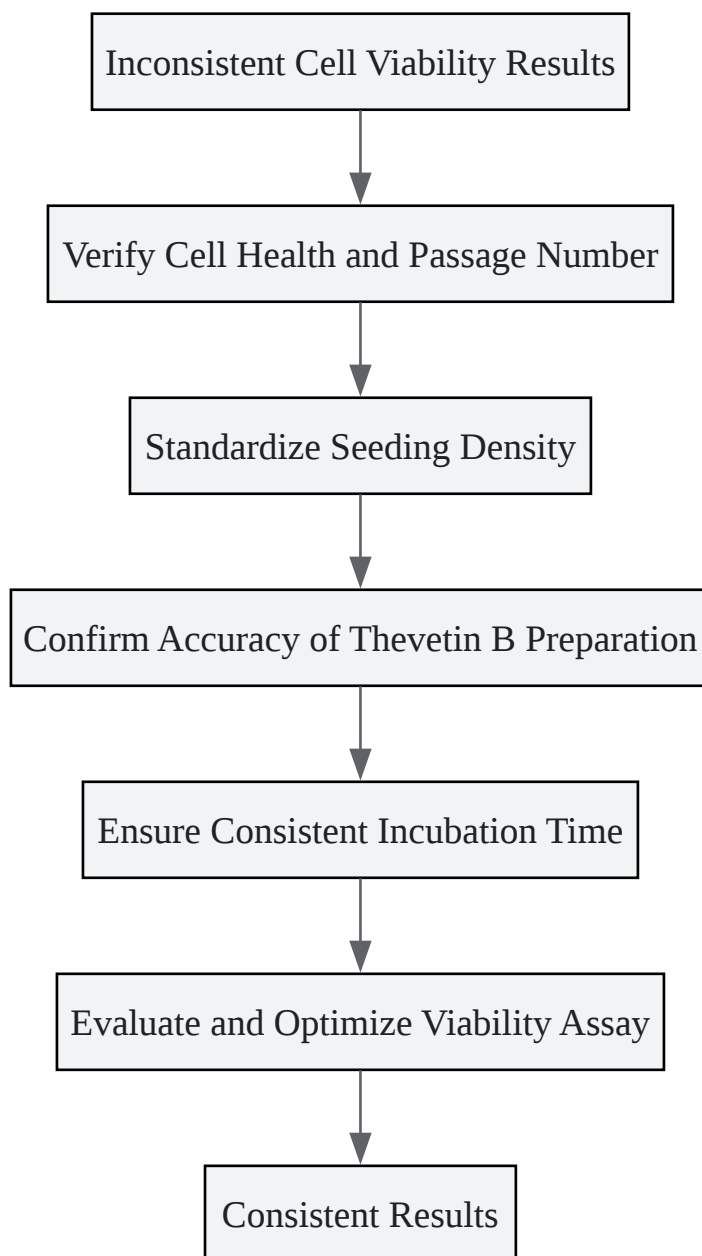 Inconsistent Cell Viability Results
Verify Cell Health and Passage Number
Standardize Seeding Density
Confirm Accuracy of Thevetin B Preparation
Ensure Consistent Incubation Time
Evaluate and Optimize Viability Assay
Consistent Results